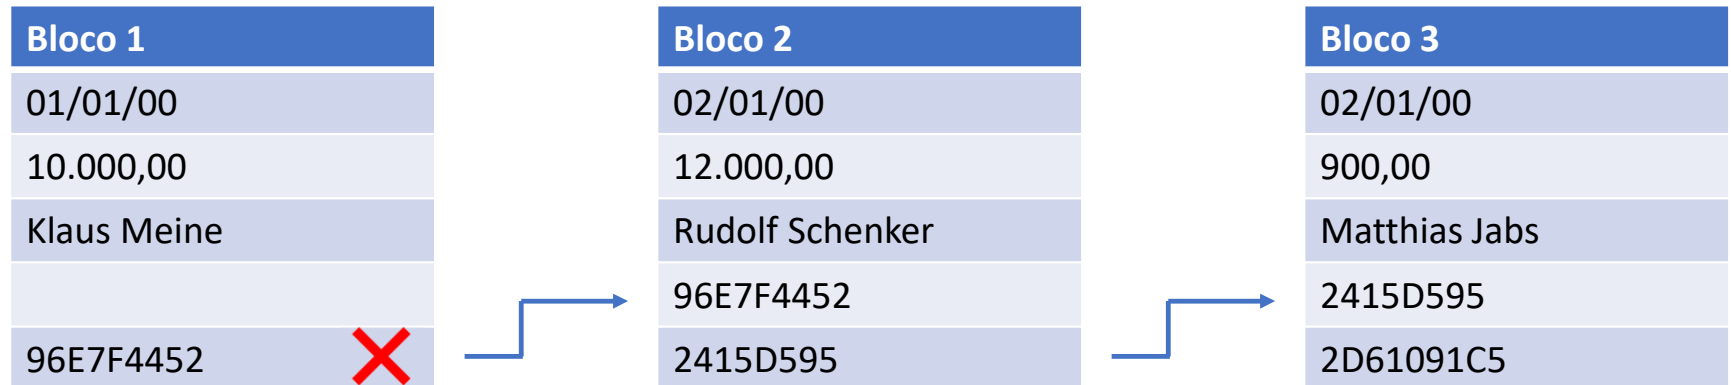 Bloco 1
01/01/00
10.000,00
Klaus Meine
96E7F4452
Bloco 2
02/01/00
12.000,00
Rudolf Schenker
96E7F4452
2415D595
Bloco 3
02/01/00
900,00
Matthias Jabs
2415D595
2D61091C5